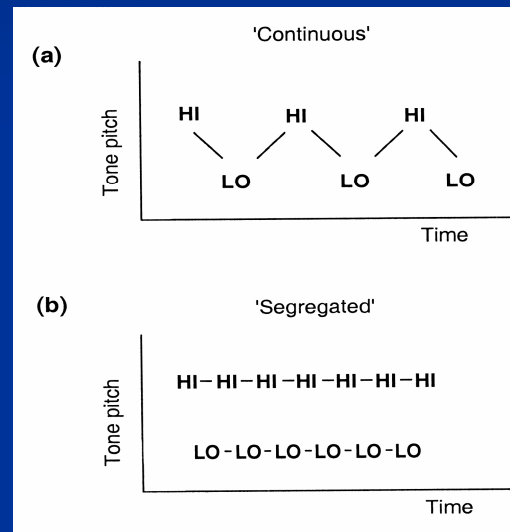 'Continuous'
(a)
Tone pitch
HI HI HI
LO LO LO
Time
(b)
'Segregated'
Tone pitch
HI–HI–HI–HI–HI–HI–HI
LO-LO-LO-LO-LO-LO
Time